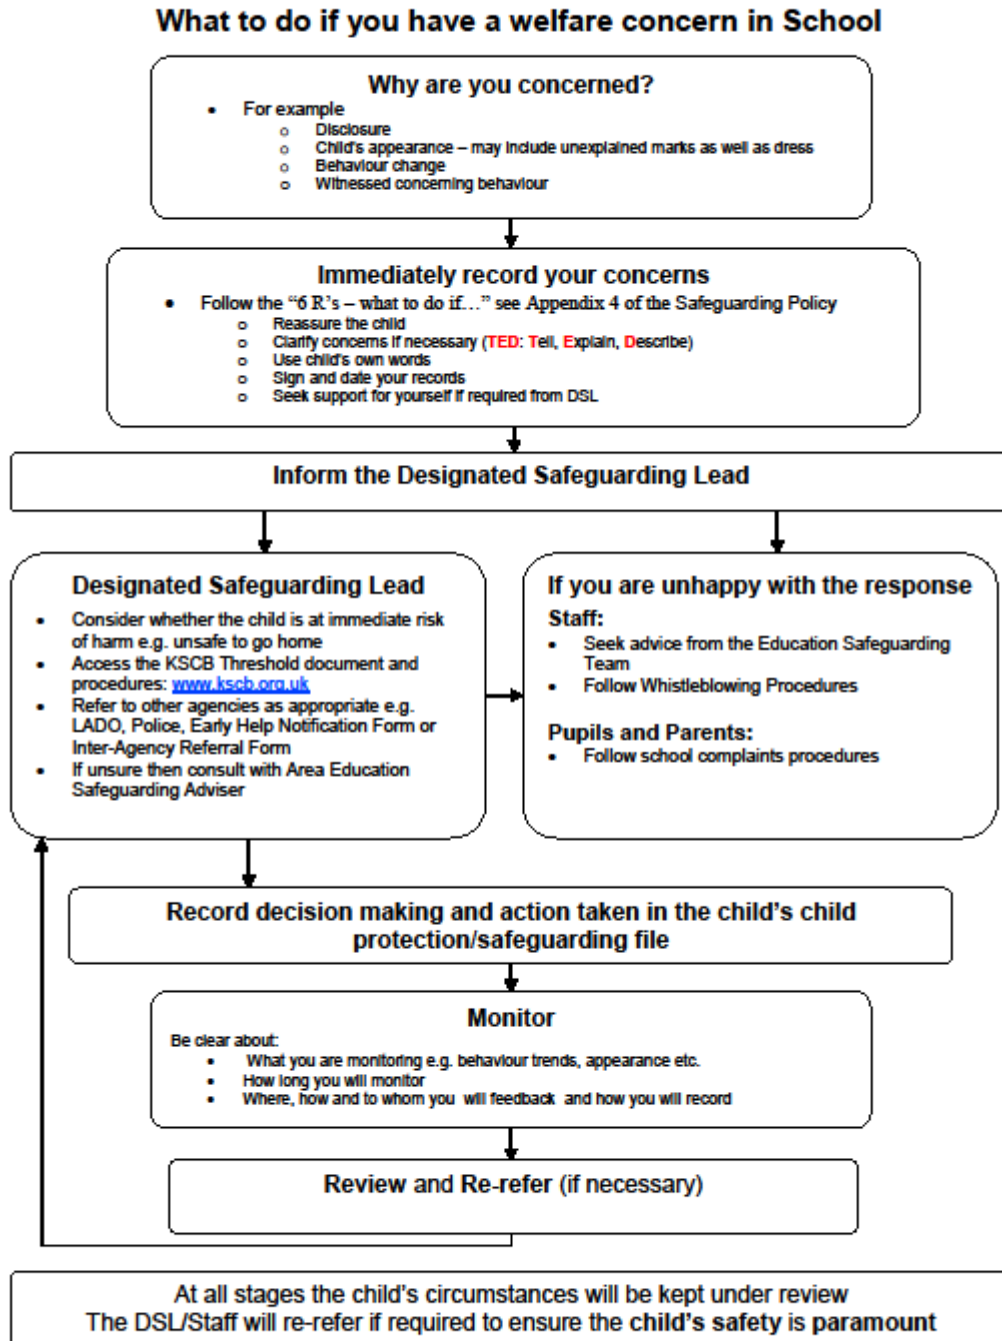 What to do if you have a welfare concern in School
Why are you concerned?
• For example
o Disclosure
o Child's appearance – may include unexplained marks as well as dress
o Behaviour change
o Witnessed concerning behaviour
Immediately record your concerns
• Follow the “6 R's – what to do if…” see Appendix 4 of the Safeguarding Policy
o Reassure the child
o Clarify concerns if necessary (TED: Tell, Explain, Describe)
o Use child's own words
o Sign and date your records
o Seek support for yourself if required from DSL
Inform the Designated Safeguarding Lead
Designated Safeguarding Lead
• Consider whether the child is at immediate risk
of harm e.g. unsafe to go home
• Access the KSCB Threshold document and
procedures: www.kscb.org.uk
• Refer to other agencies as appropriate e.g.
LADO, Police, Early Help Notification Form or
Inter-Agency Referral Form
• If unsure then consult with Area Education
Safeguarding Adviser
If you are unhappy with the response
Staff:
• Seek advice from the Education Safeguarding
Team
• Follow Whistleblowing Procedures
Pupils and Parents:
• Follow school complaints procedures
Record decision making and action taken in the child's child
protection/safeguarding file
Monitor
Be clear about:
• What you are monitoring e.g. behaviour trends, appearance etc.
• How long you will monitor
• Where, how and to whom you will feedback and how you will record
Review and Re-refer (if necessary)
At all stages the child's circumstances will be kept under review
The DSL/Staff will re-refer if required to ensure the child's safety is paramount